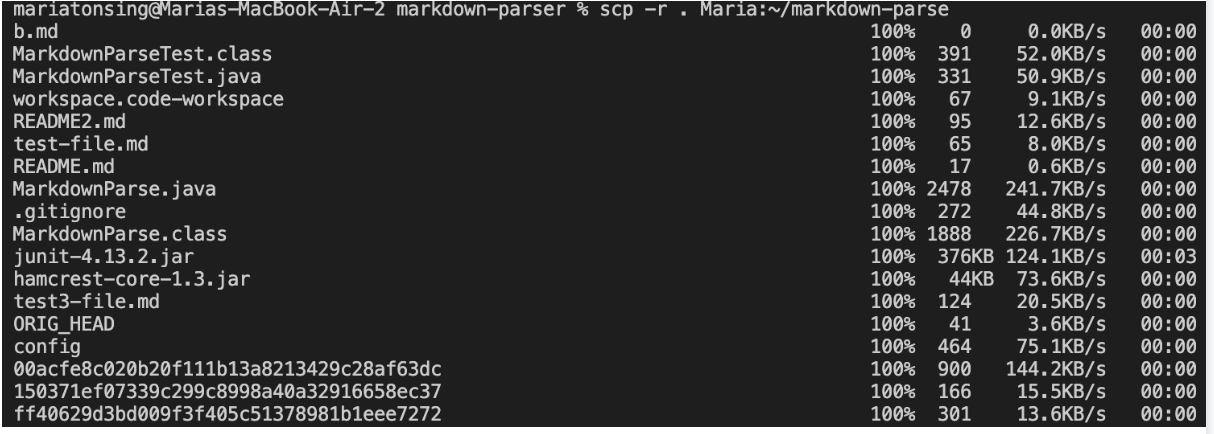 mariatonsing@Marias-MacBook-Air-2 markdown-parser % scp -r . Maria:~/markdown-parse
b.md 100% 0 0.0KB/s 00:00
MarkdownParseTest.class 100% 391 52.0KB/s 00:00
MarkdownParseTest.java 100% 331 50.9KB/s 00:00
workspace.code-workspace 100% 67 9.1KB/s 00:00
README2.md 100% 95 12.6KB/s 00:00
test-file.md 100% 65 8.0KB/s 00:00
README.md 100% 17 0.6KB/s 00:00
MarkdownParse.java 100% 2478 241.7KB/s 00:00
.gitignore 100% 272 44.8KB/s 00:00
MarkdownParse.class 100% 1888 226.7KB/s 00:00
junit-4.13.2.jar 100% 376KB 124.1KB/s 00:03
hamcrest-core-1.3.jar 100% 44KB 73.6KB/s 00:00
test3-file.md 100% 124 20.5KB/s 00:00
ORIG_HEAD 100% 41 3.6KB/s 00:00
config 100% 464 75.1KB/s 00:00
00acfe8c020b20f111b13a8213429c28af63dc 100% 900 144.2KB/s 00:00
150371ef07339c299c8998a40a32916658ec37 100% 166 15.5KB/s 00:00
ff40629d3bd009f3f405c51378981b1eee7272 100% 301 13.6KB/s 00:00